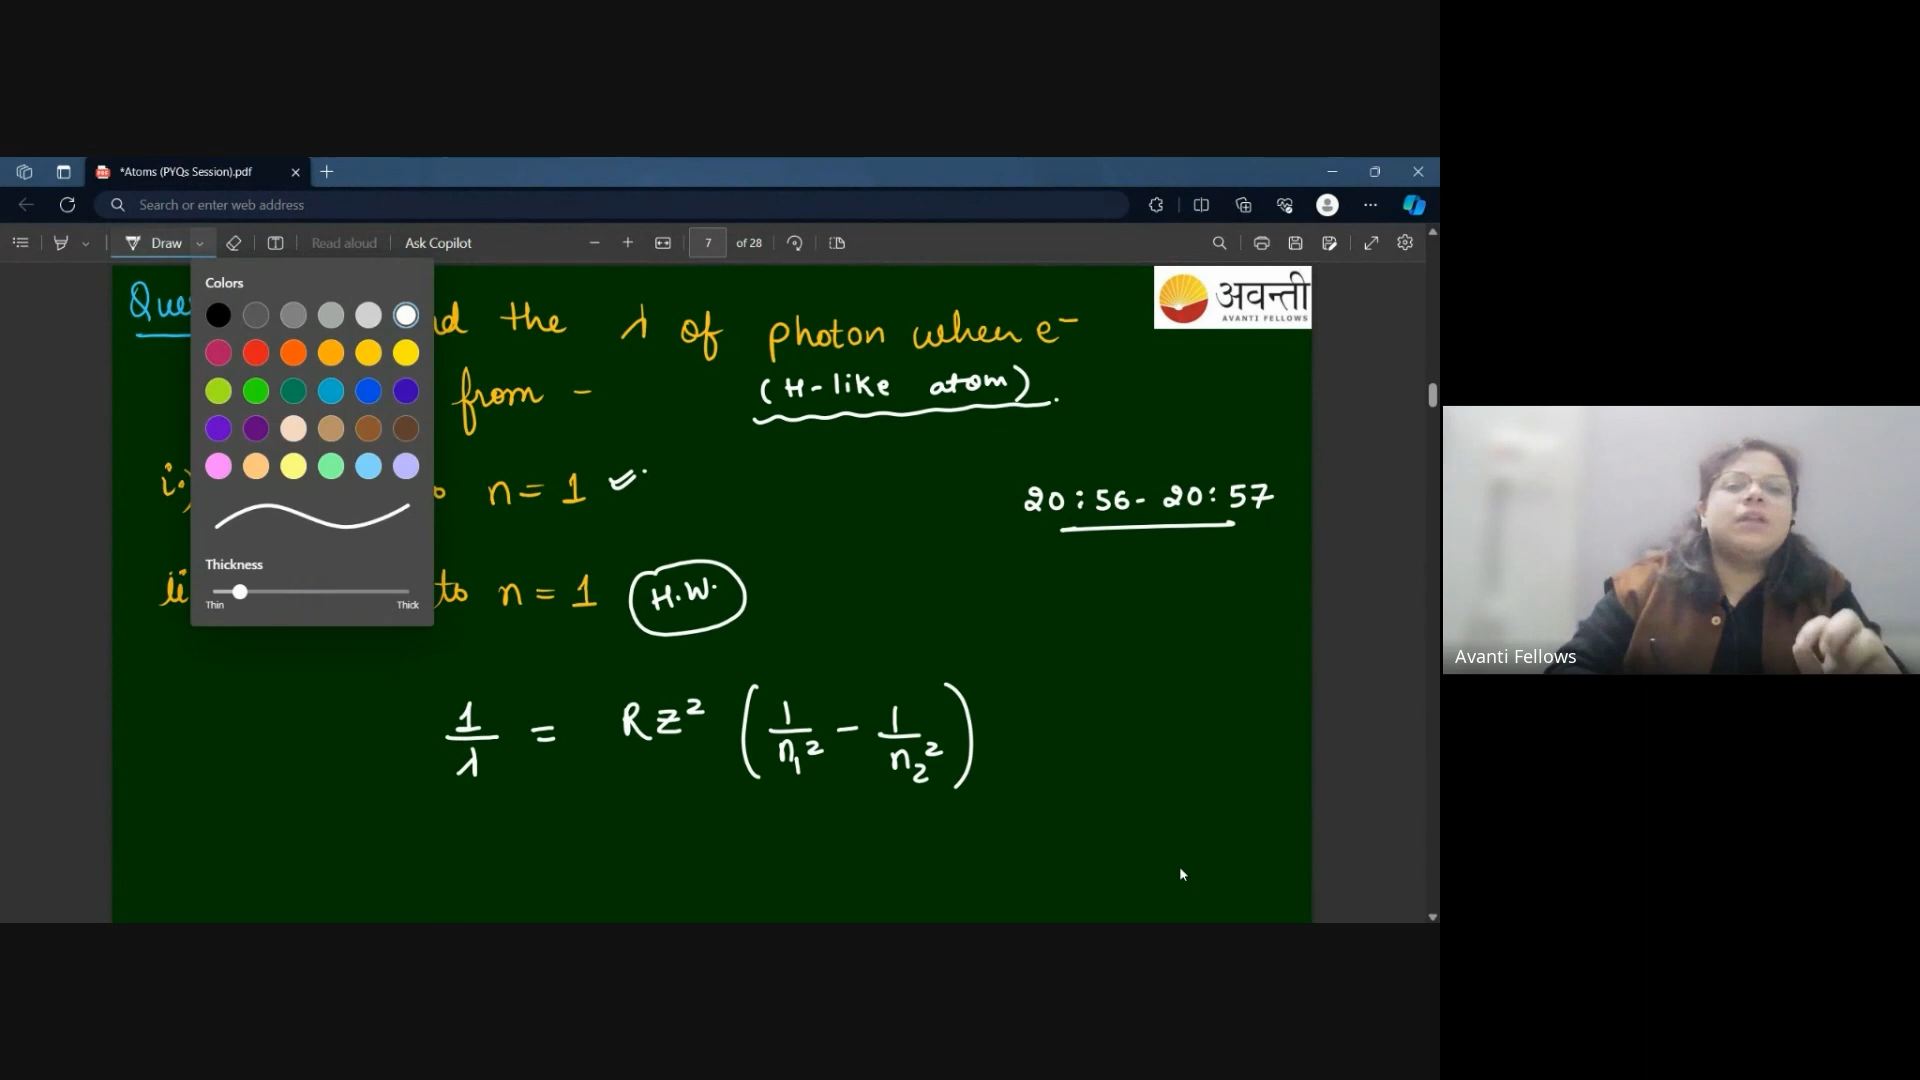 *Atoms (PYQs Session).pdf
Search or enter web address
Draw
Read aloud
Ask Copilot
7 of 28
Colors
Thickness
Thin Thick
the λ of photon when e⁻
from - (H-like atom).
अवन्ती
AVANTI FELLOWS
i.) n = 1
20:56 - 20:57
to n = 1 H.W.
1/λ = RZ² (1/n₁² - 1/n₂²)
Avanti Fellows